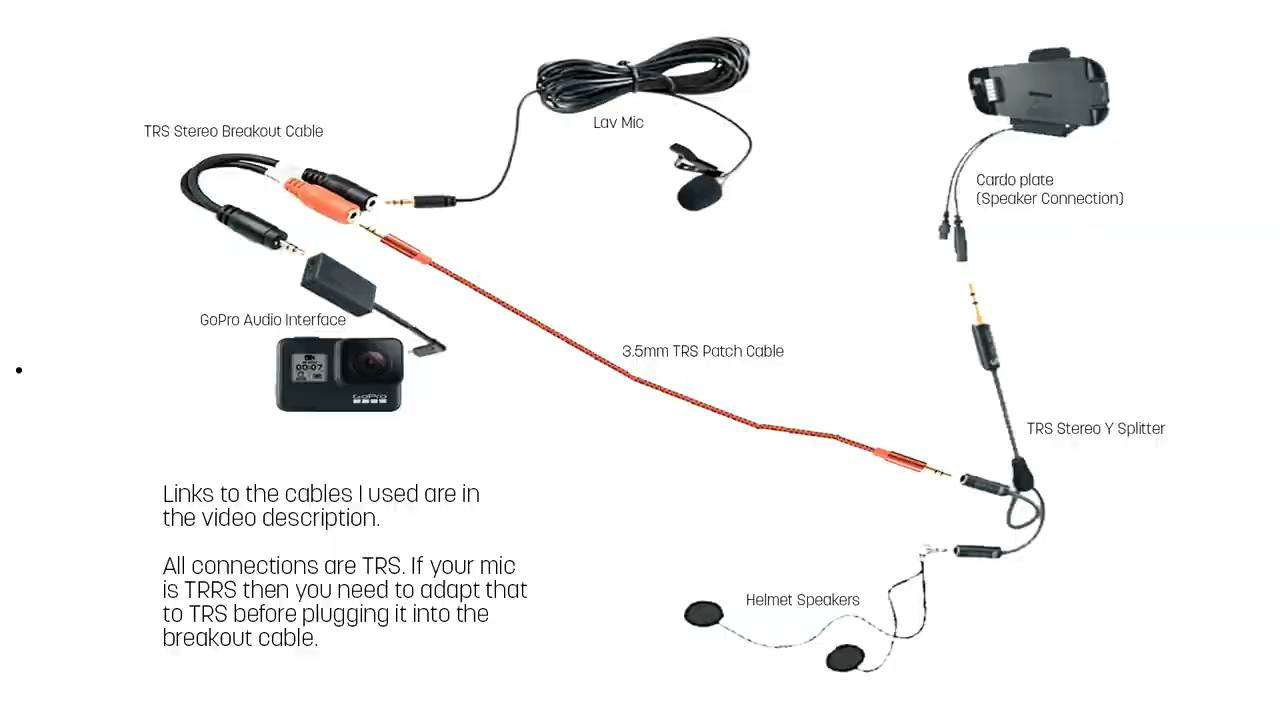 Lav Mic
TRS Stereo Breakout Cable
Cardo plate
(Speaker Connection)
GoPro Audio Interface
00:07
GoPro
3.5mm TRS Patch Cable
TRS Stereo Y Splitter
Links to the cables I used are in
the video description.
All connections are TRS. If your mic
is TRRS then you need to adapt that
to TRS before plugging it into the
breakout cable.
Helmet Speakers